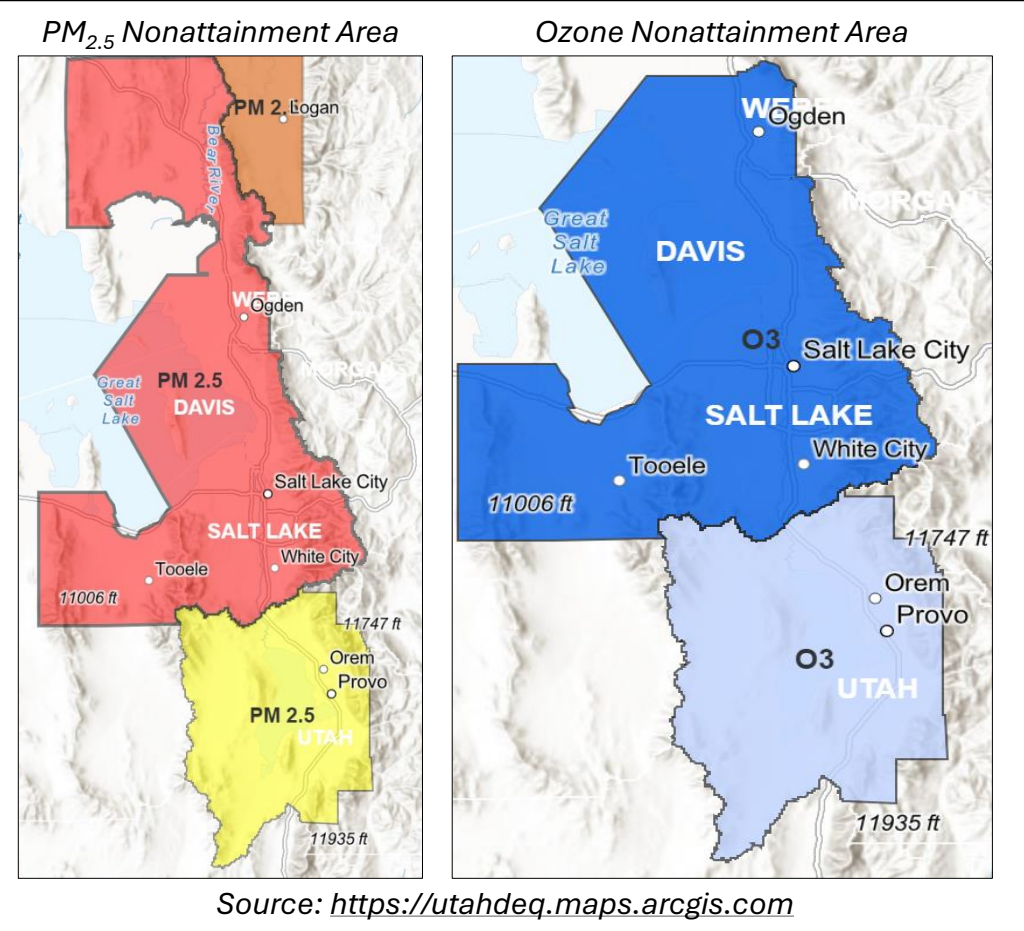 PM2.5 Nonattainment Area
Ozone Nonattainment Area
PM 2.
Logan
Bear River
WEBER
Ogden
MORGAN
PM 2.5
DAVIS
Great
Salt
Lake
Salt Lake City
SALT LAKE
White City
Tooele
11006 ft
11747 ft
Orem
Provo
PM 2.5
UTAH
11935 ft
WEBER
Ogden
MORGAN
Great
Salt
Lake
DAVIS
O3
Salt Lake City
SALT LAKE
White City
Tooele
11006 ft
11747 ft
Orem
Provo
O3
UTAH
11935 ft
Source: https://utahdeq.maps.arcgis.com